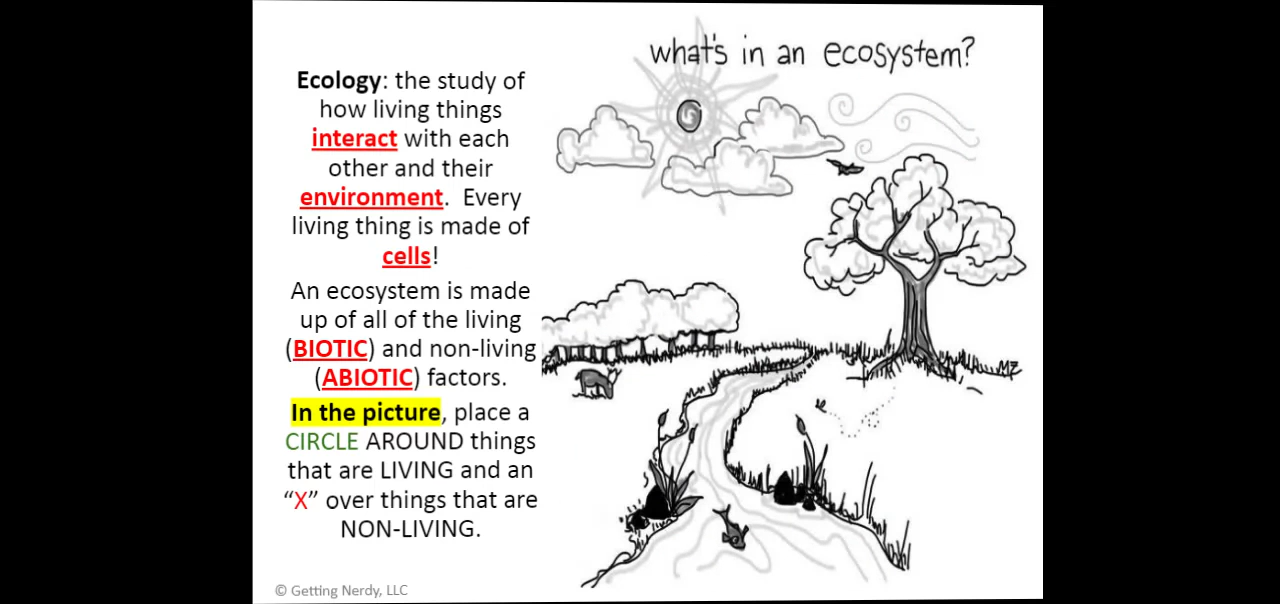 what's in an ecosystem?
Ecology: the study of
how living things
interact with each
other and their
environment.  Every
living thing is made of
cells!
An ecosystem is made
up of all of the living
(BIOTIC) and non-living
(ABIOTIC) factors.
In the picture, place a
CIRCLE AROUND things
that are LIVING and an
“X” over things that are
NON-LIVING.
MZ
© Getting Nerdy, LLC